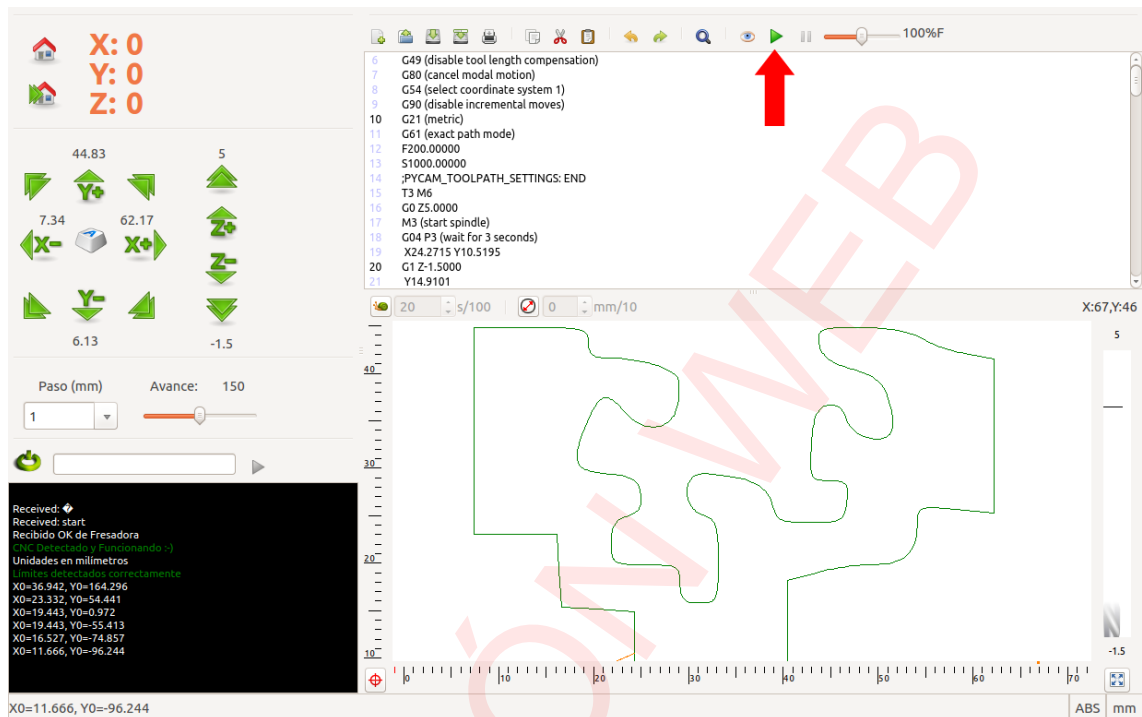 X: 0
Y: 0
Z: 0
100%F
6 G49 (disable tool length compensation)
7 G80 (cancel modal motion)
8 G54 (select coordinate system 1)
9 G90 (disable incremental moves)
10 G21 (metric)
11 G61 (exact path mode)
12 F200.00000
13 S1000.00000
14 ;PYCAM_TOOLPATH_SETTINGS: END
15 T3 M6
16 G0 Z5.0000
17 M3 (start spindle)
18 G04 P3 (wait for 3 seconds)
19 X24.2715 Y10.5195
20 G1 Z-1.5000
21 Y14.9101
44.83 5
Y+
7.34 62.17 Z+
X- X+
Z-
Y-
6.13 -1.5
20 s/100 0 mm/10 X:67,Y:46
5
40
30
20
10
-1.5
0 10 20 30 40 50 60 70
Paso (mm) Avance: 150
1
Received: �
Received: start
Recibido OK de Fresadora
CNC Detectado y Funcionando :-)
Unidades en milímetros
Limites detectados correctamente
X0=36.942, Y0=164.296
X0=23.332, Y0=54.441
X0=19.443, Y0=0.972
X0=19.443, Y0=-55.413
X0=16.527, Y0=-74.857
X0=11.666, Y0=-96.244
X0=11.666, Y0=-96.244 ABS mm
ÓN WEB